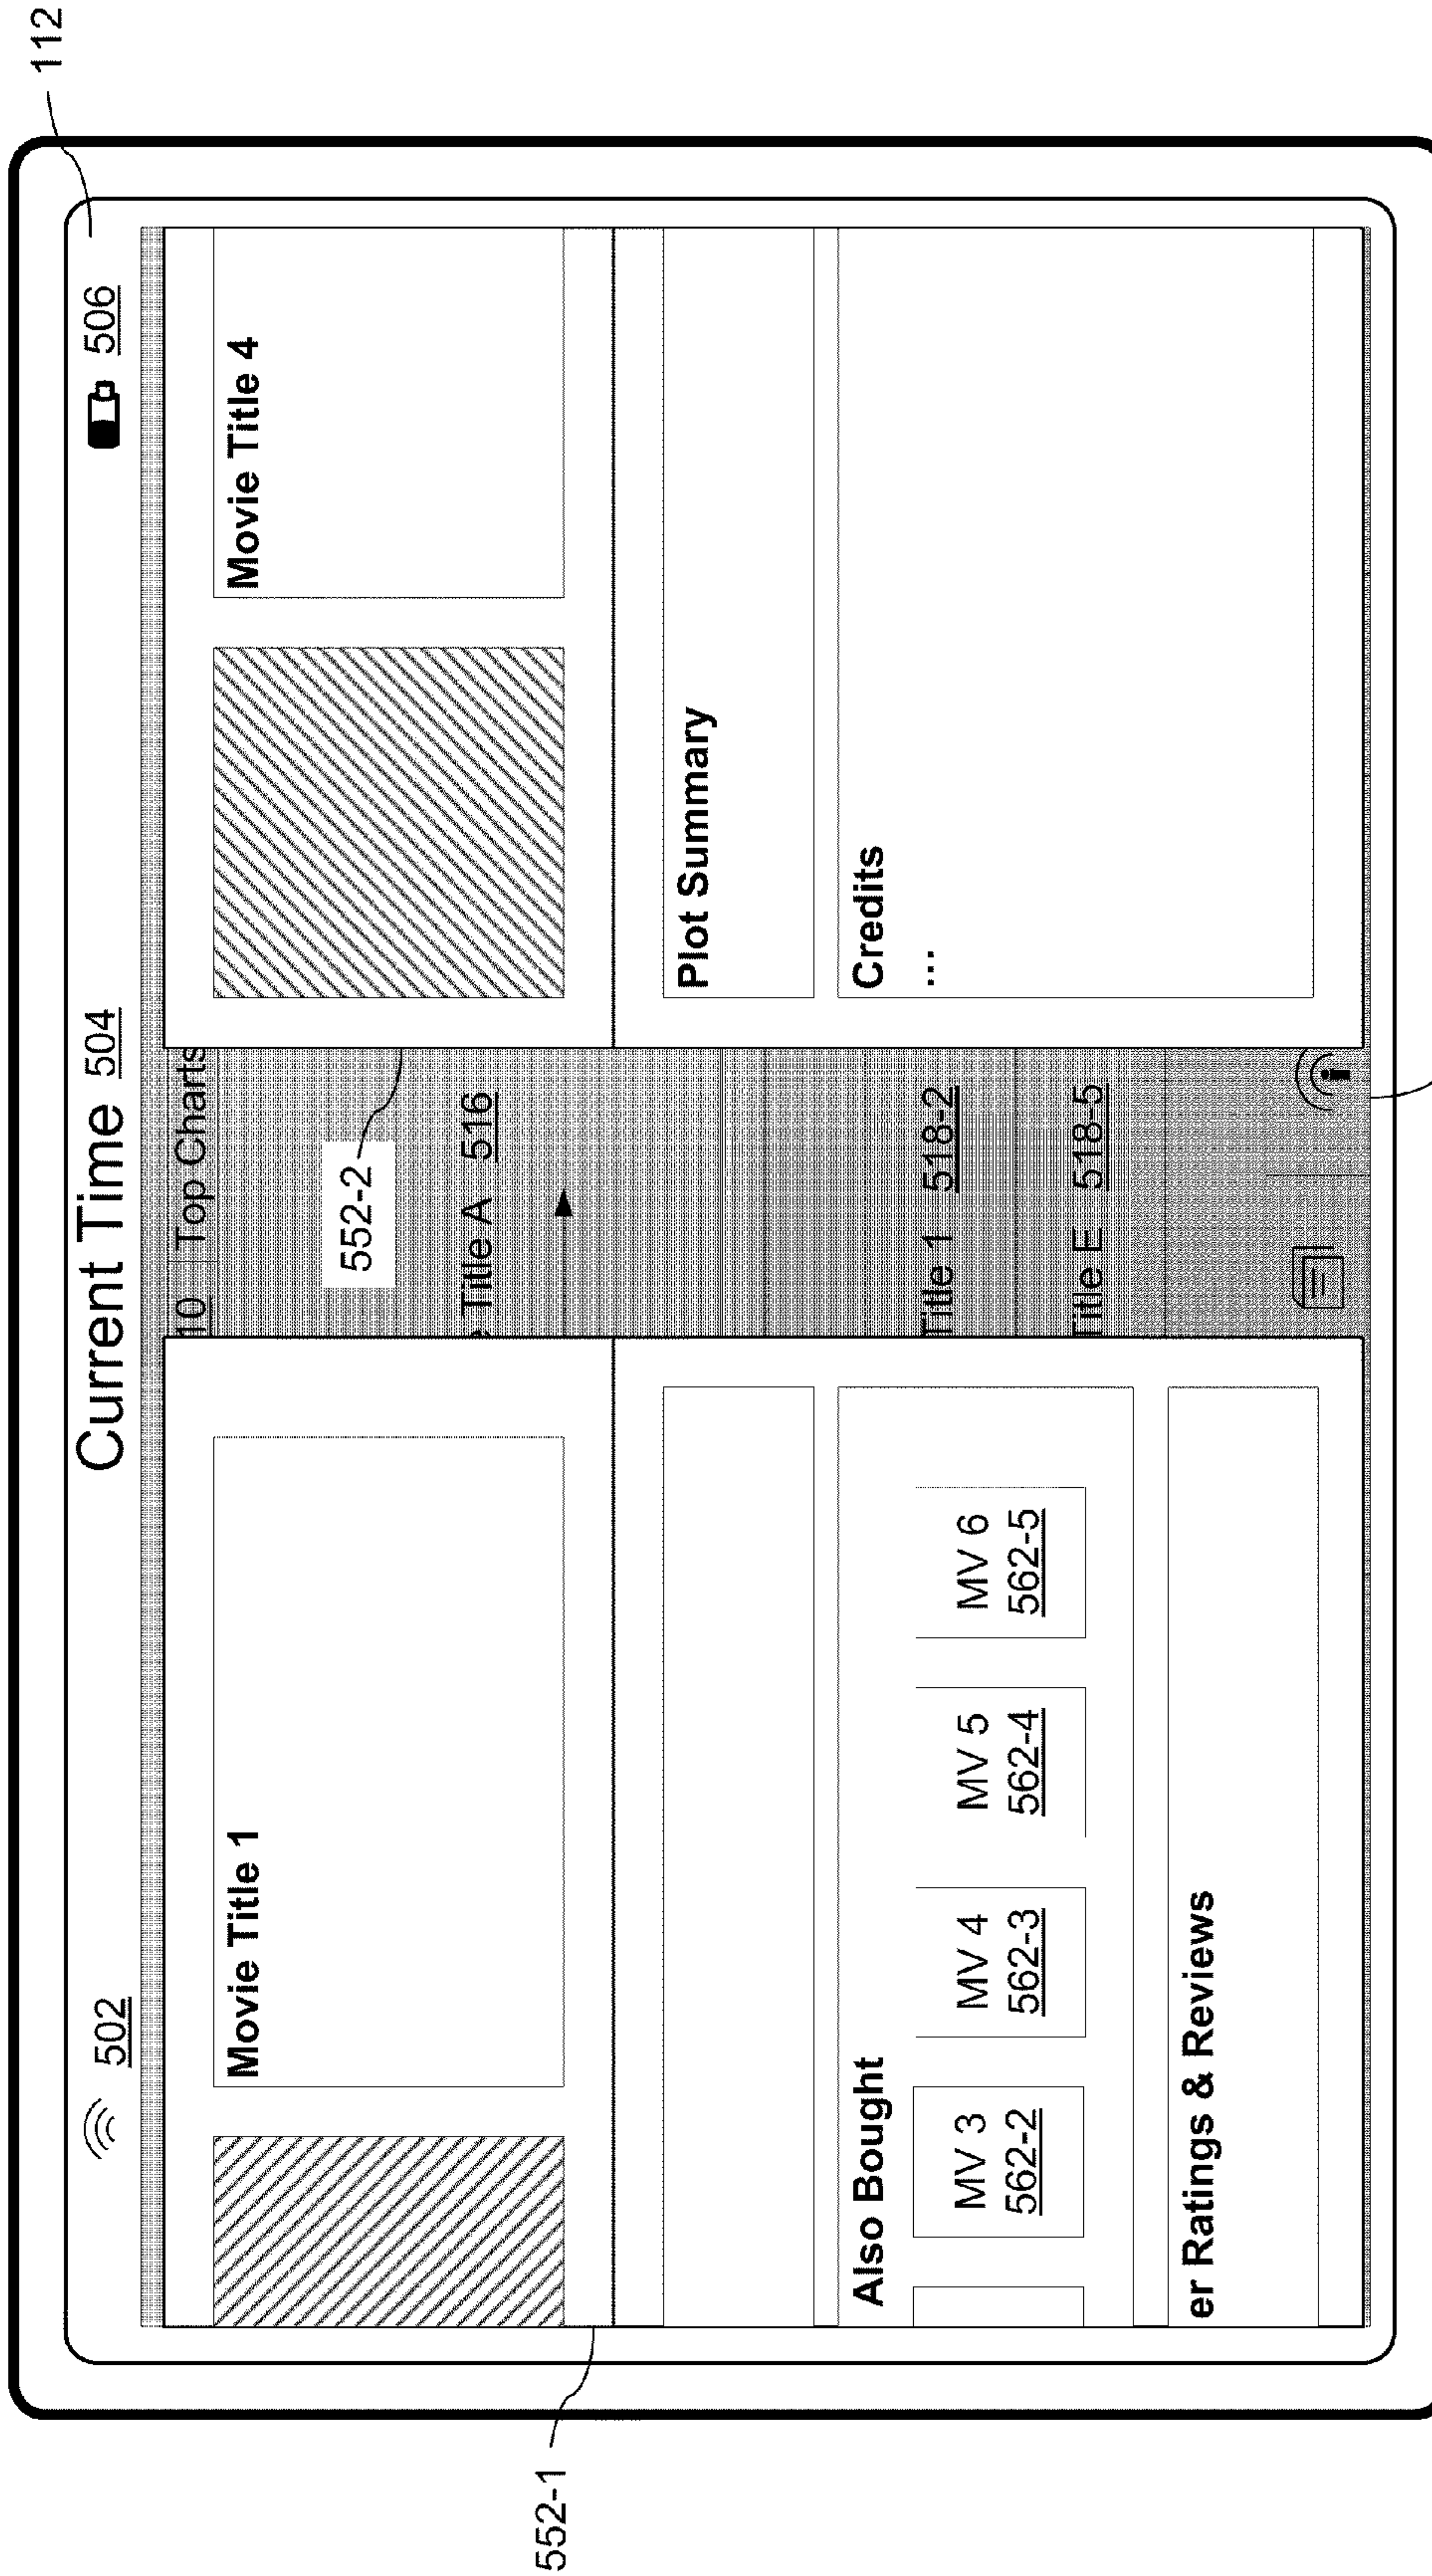 112
502
Current Time 504
506
10
Top Charts
Movie Title 1
Movie Title 4
552-2
Title A 516
552-1
Plot Summary
Also Bought
Credits
...
MV 3
562-2
MV 4
562-3
MV 5
562-4
MV 6
562-5
Title 1 518-2
Title E 518-5
er Ratings & Reviews